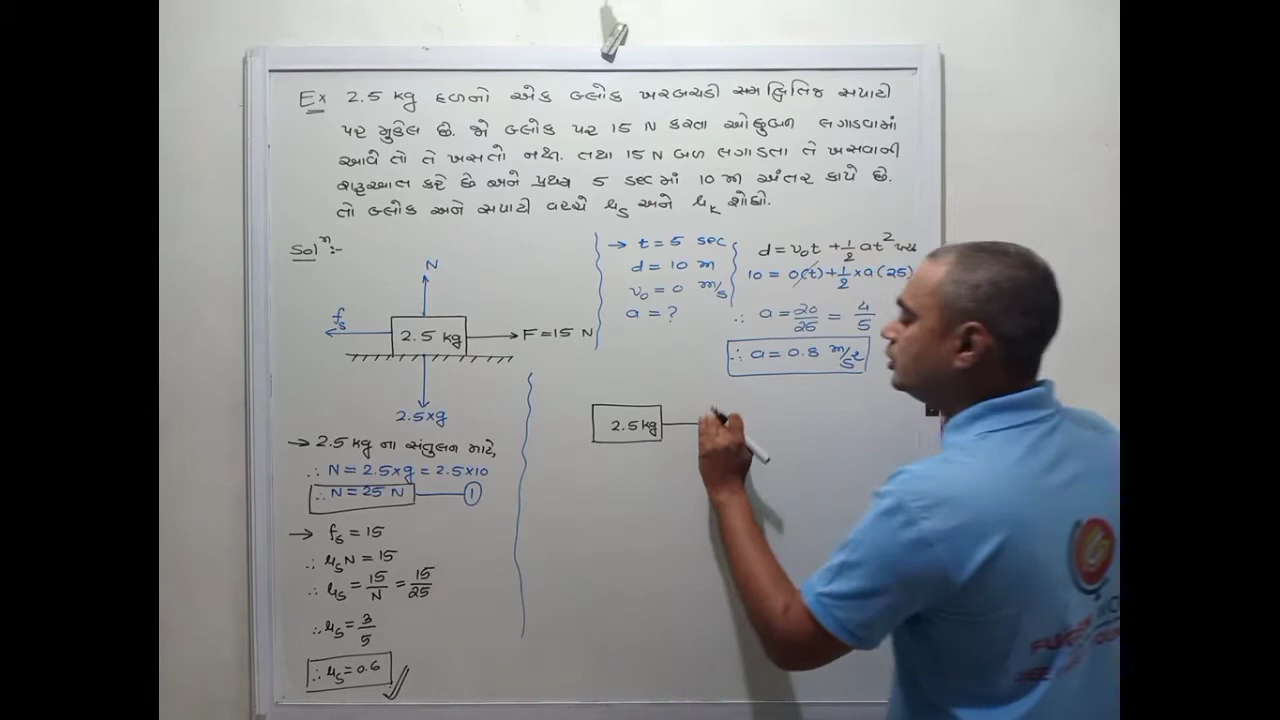 Ex 2.5 kg દળનો એક બ્લોક ખરબચડી સમક્ષિતિજ સપાટી
પર મુકેલ છે. જો બ્લોક પર 15 N કરતા ઓછુ બળ લગાડવામાં
આવે તો તે ખસતો નથી. તથા 15 N બળ લગાડતા તે ખસવાની
શરૂઆત કરે છે અને પ્રથમ 5 sec માં 10 m અંતર કાપે છે.
તો બ્લોક અને સપાટી વચ્ચે μs અને μk શોધો.
Solⁿ:-
N
fs
2.5 kg
F = 15 N
2.5×g
→ 2.5 kg ના સંતુલન માટે,
∴ N = 2.5×g = 2.5×10
∴ N = 25 N ①
→ fs = 15
∴ μsN = 15
∴ μs = 15/N = 15/25
∴ μs = 3/5
∴ μs = 0.6
→ t = 5 sec
d = 10 m
v₀ = 0 m/s
a = ?
d = v₀t + 1/2 at²
10 = 0(t) + 1/2 × a(25)
∴ a = 20/25 = 4/5
∴ a = 0.8 m/s²
2.5 kg